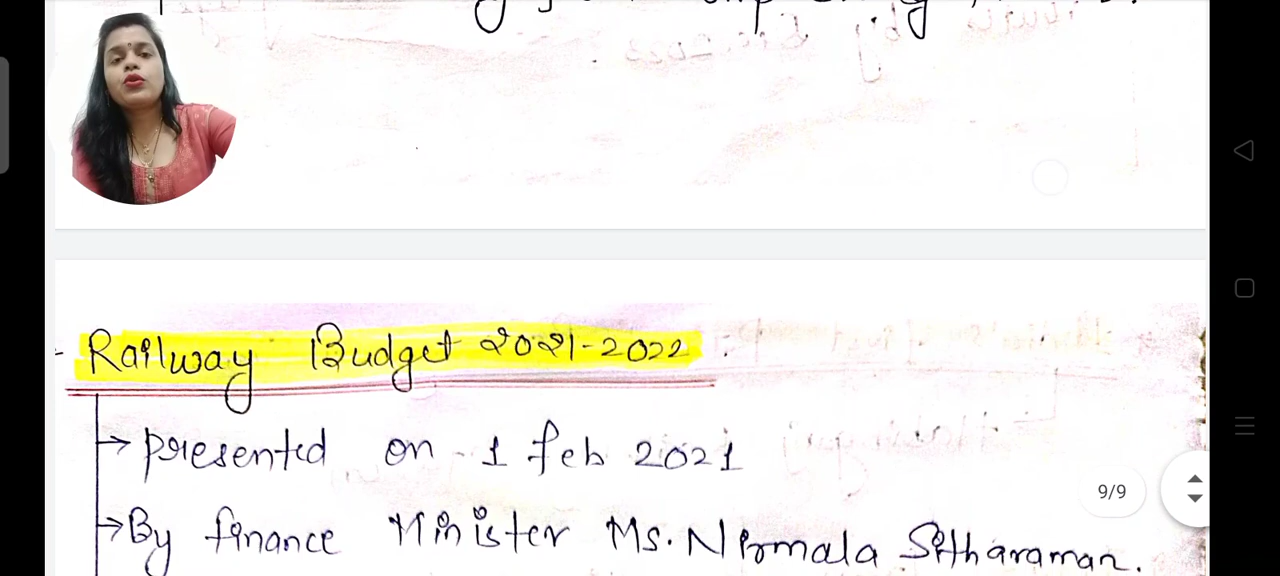 Railway Budget 2021-2022
→ presented on - 1 feb 2021
9/9
→ By finance Minister Ms. Nirmala Sitharaman.